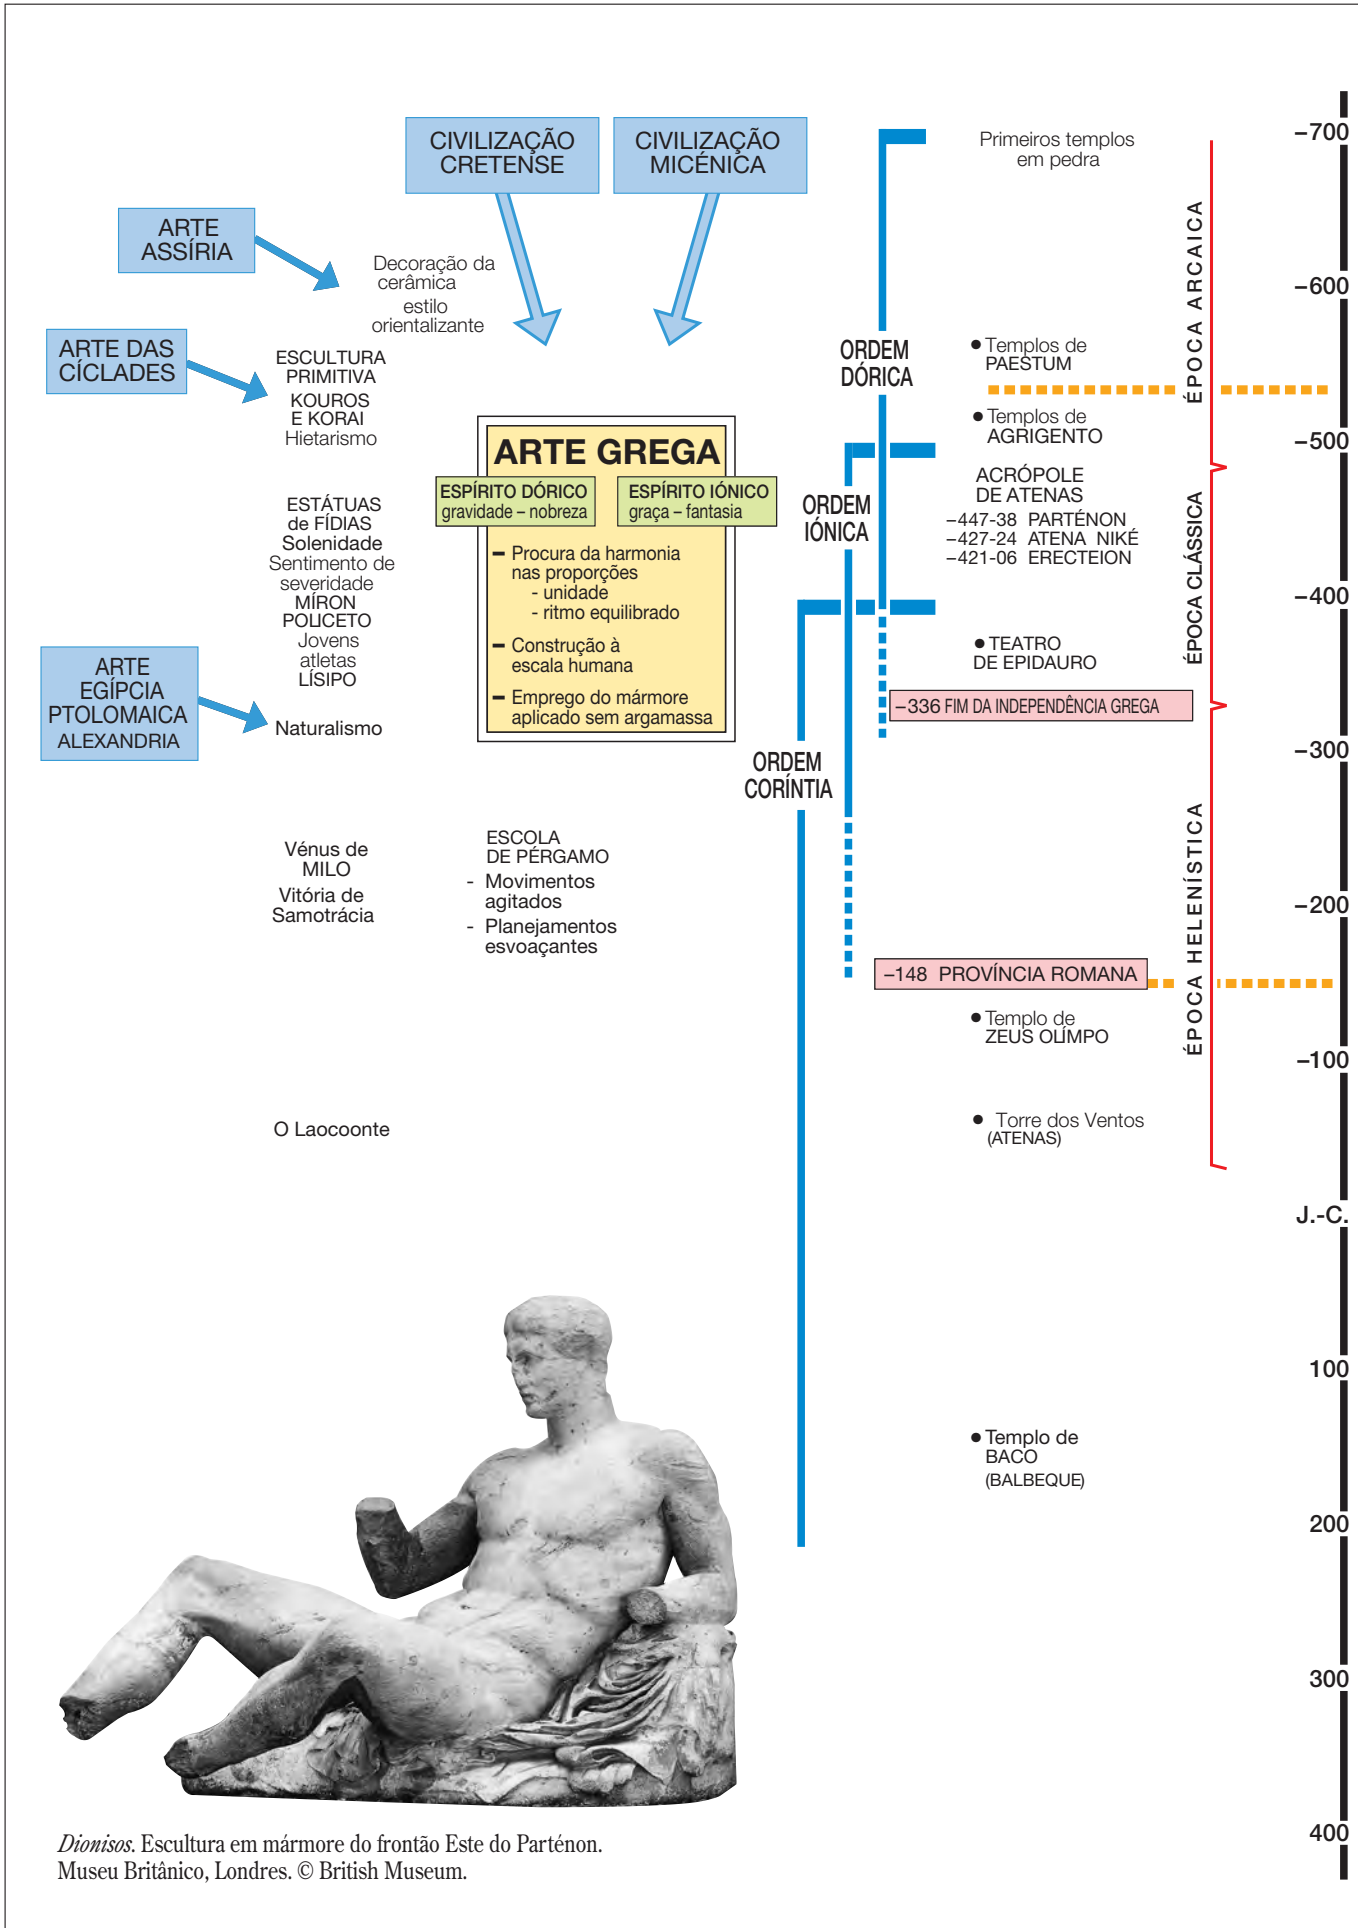 CIVILIZAÇÃO
CRETENSE
CIVILIZAÇÃO
MICÉNICA
ARTE
ASSÍRIA
Decoração da
cerâmica
estilo
orientalizante
ARTE DAS
CÍCLADES
ESCULTURA
PRIMITIVA
KOUROS
E KORAI
Hietarismo
ESTÁTUAS
de FÍDIAS
Solenidade
Sentimento de
severidade
MÍRON
POLICETO
Jovens
atletas
LÍSIPO
ARTE
EGÍPCIA
PTOLOMAICA
ALEXANDRIA
Naturalismo
Vénus de
MILO
Vitória de
Samotrácia
O Laocoonte
ARTE GREGA
ESPÍRITO DÓRICO
gravidade – nobreza
ESPÍRITO IÓNICO
graça – fantasia
– Procura da harmonia
nas proporções
- unidade
- ritmo equilibrado
– Construção à
escala humana
– Emprego do mármore
aplicado sem argamassa
ESCOLA
DE PÉRGAMO
- Movimentos
agitados
- Planejamentos
esvoaçantes
ORDEM
DÓRICA
ORDEM
IÓNICA
ORDEM
CORÍNTIA
Primeiros templos
em pedra
• Templos de
PAESTUM
• Templos de
AGRIGENTO
ACRÓPOLE
DE ATENAS
–447-38 PARTÉNON
–427-24 ATENA NIKÉ
–421-06 ERECTEION
• TEATRO
DE EPIDAURO
–336 FIM DA INDEPENDÊNCIA GREGA
–148 PROVÍNCIA ROMANA
• Templo de
ZEUS OLÍMPO
• Torre dos Ventos
(ATENAS)
• Templo de
BACO
(BALBEQUE)
ÉPOCA ARCAICA
ÉPOCA CLÁSSICA
ÉPOCA HELENÍSTICA
–700
–600
–500
–400
–300
–200
–100
J.-C.
100
200
300
400
Dionisos. Escultura em mármore do frontão Este do Parténon.
Museu Britânico, Londres. © British Museum.